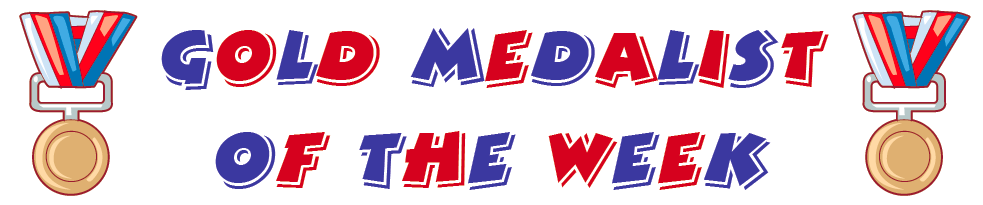 GOLD MEDALIST
OF THE WEEK